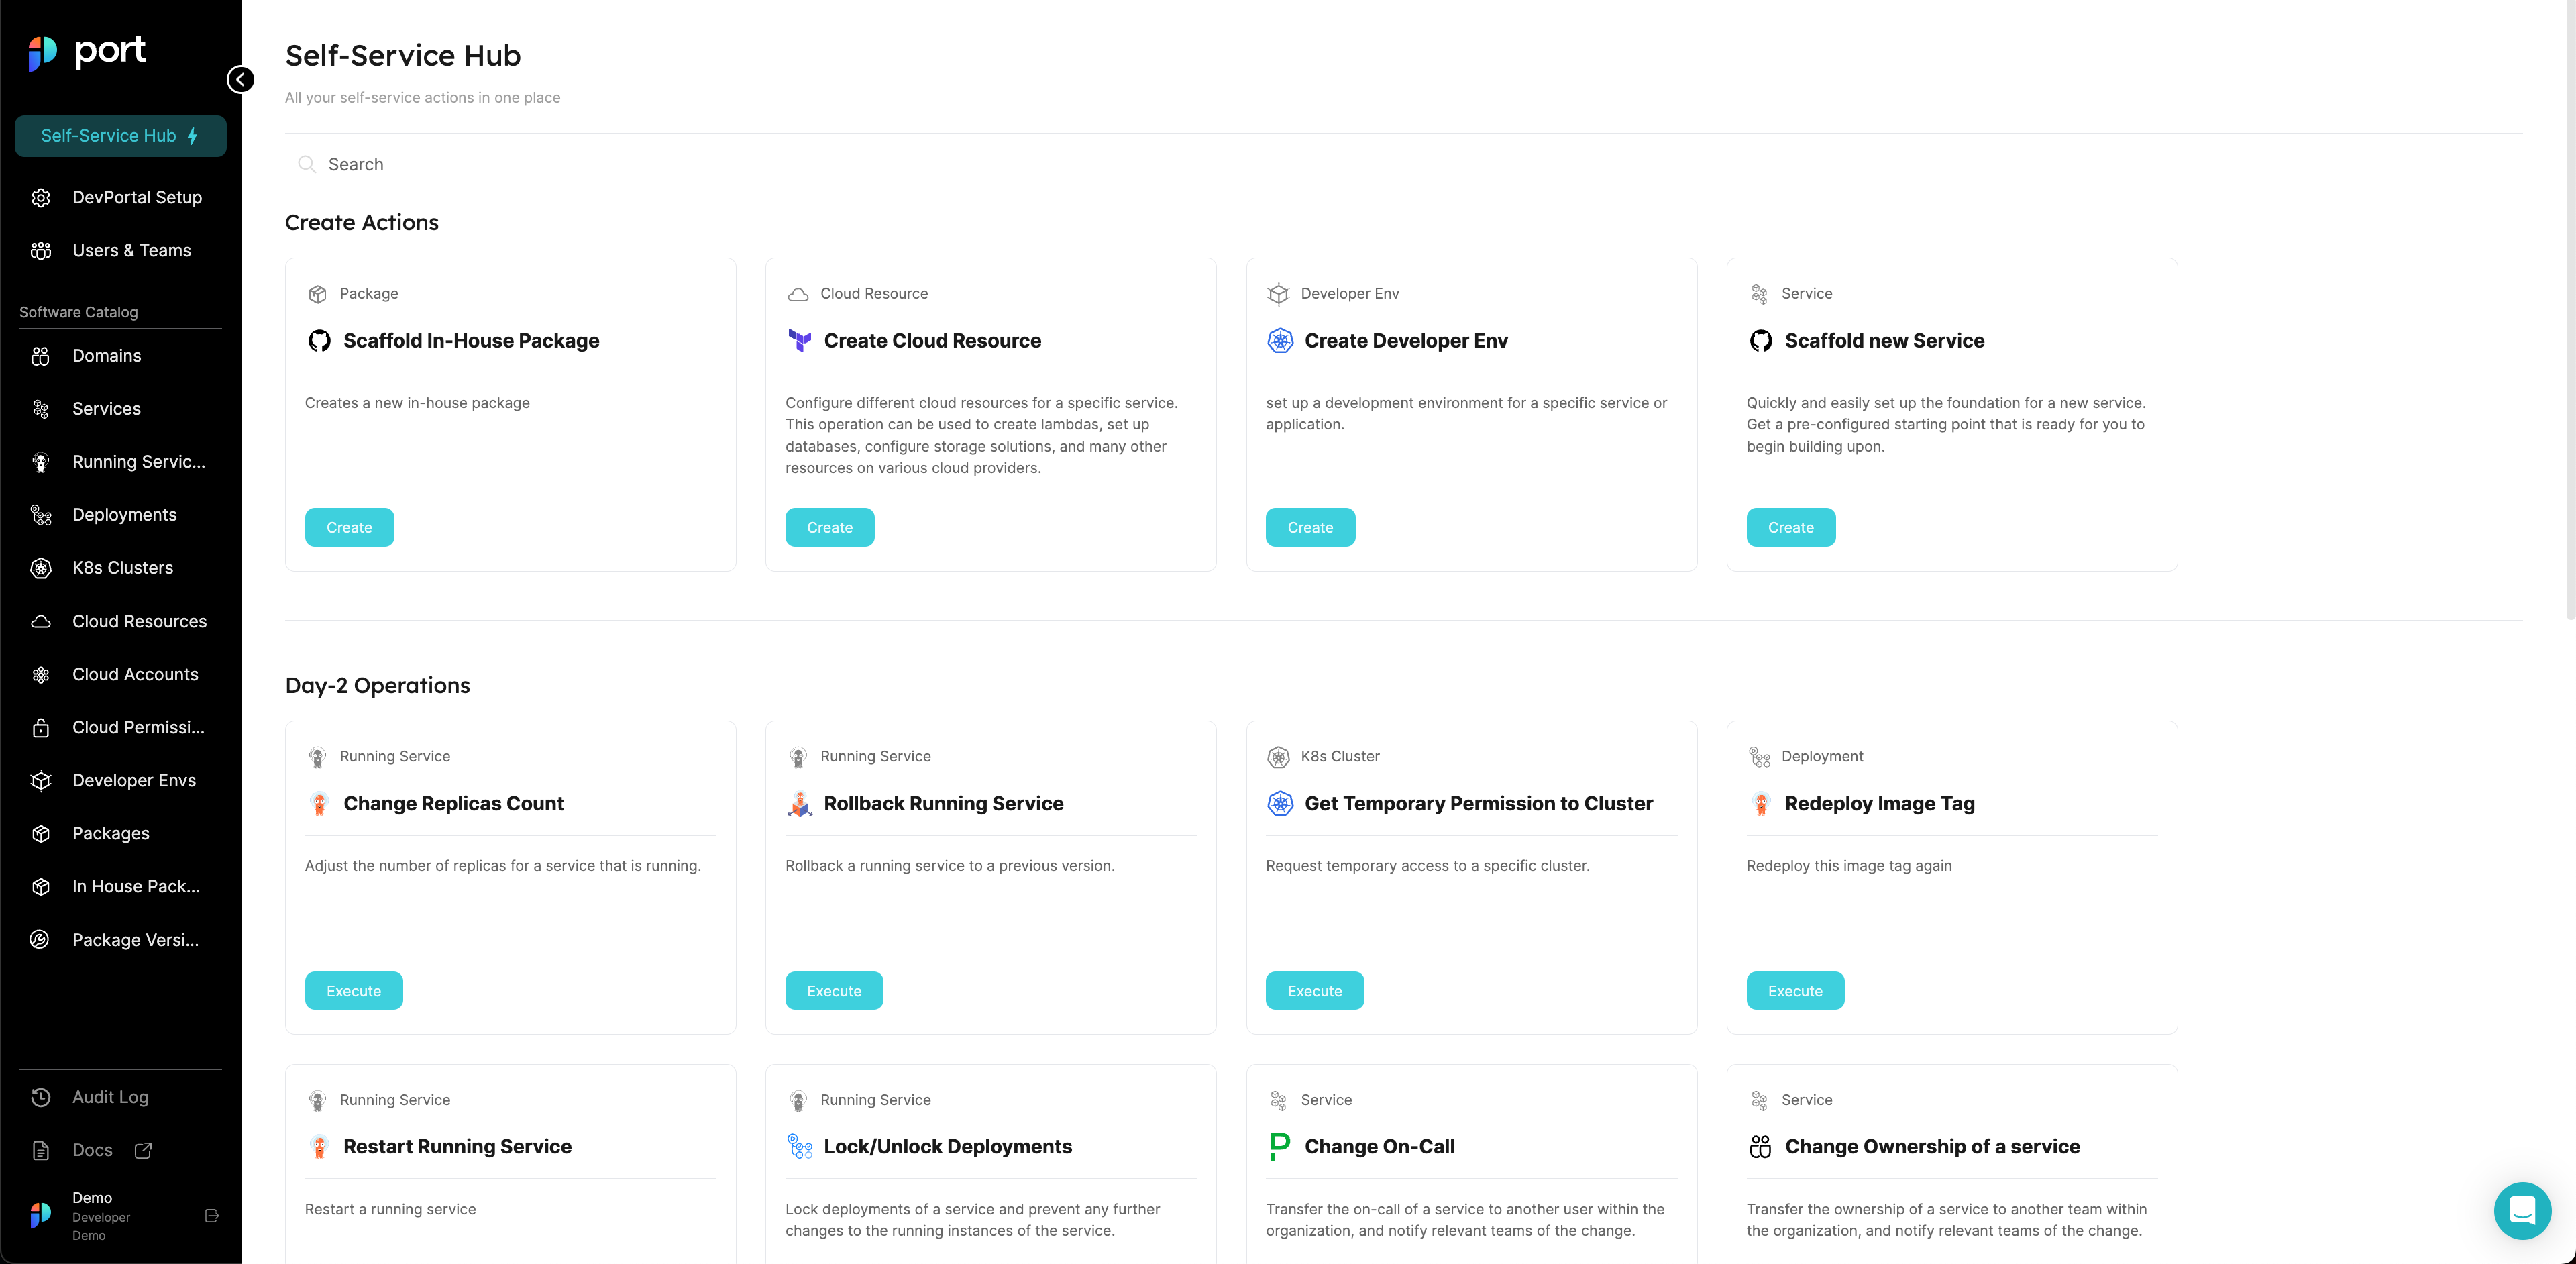 port
Self-Service Hub
DevPortal Setup
Users & Teams
Software Catalog
Domains
Services
Running Servic...
Deployments
K8s Clusters
Cloud Resources
Cloud Accounts
Cloud Permissi...
Developer Envs
Packages
In House Pack...
Package Versi...
Audit Log
Docs
Demo
Developer
Demo
Self-Service Hub
All your self-service actions in one place
Search
Create Actions
Package
Scaffold In-House Package
Creates a new in-house package
Create
Cloud Resource
Create Cloud Resource
Configure different cloud resources for a specific service.
This operation can be used to create lambdas, set up
databases, configure storage solutions, and many other
resources on various cloud providers.
Create
Developer Env
Create Developer Env
set up a development environment for a specific service or
application.
Create
Service
Scaffold new Service
Quickly and easily set up the foundation for a new service.
Get a pre-configured starting point that is ready for you to
begin building upon.
Create
Day-2 Operations
Running Service
Change Replicas Count
Adjust the number of replicas for a service that is running.
Execute
Running Service
Rollback Running Service
Rollback a running service to a previous version.
Execute
K8s Cluster
Get Temporary Permission to Cluster
Request temporary access to a specific cluster.
Execute
Deployment
Redeploy Image Tag
Redeploy this image tag again
Execute
Running Service
Restart Running Service
Restart a running service
Running Service
Lock/Unlock Deployments
Lock deployments of a service and prevent any further
changes to the running instances of the service.
Service
Change On-Call
Transfer the on-call of a service to another user within the
organization, and notify relevant teams of the change.
Service
Change Ownership of a service
Transfer the ownership of a service to another team within
the organization, and notify relevant teams of the change.